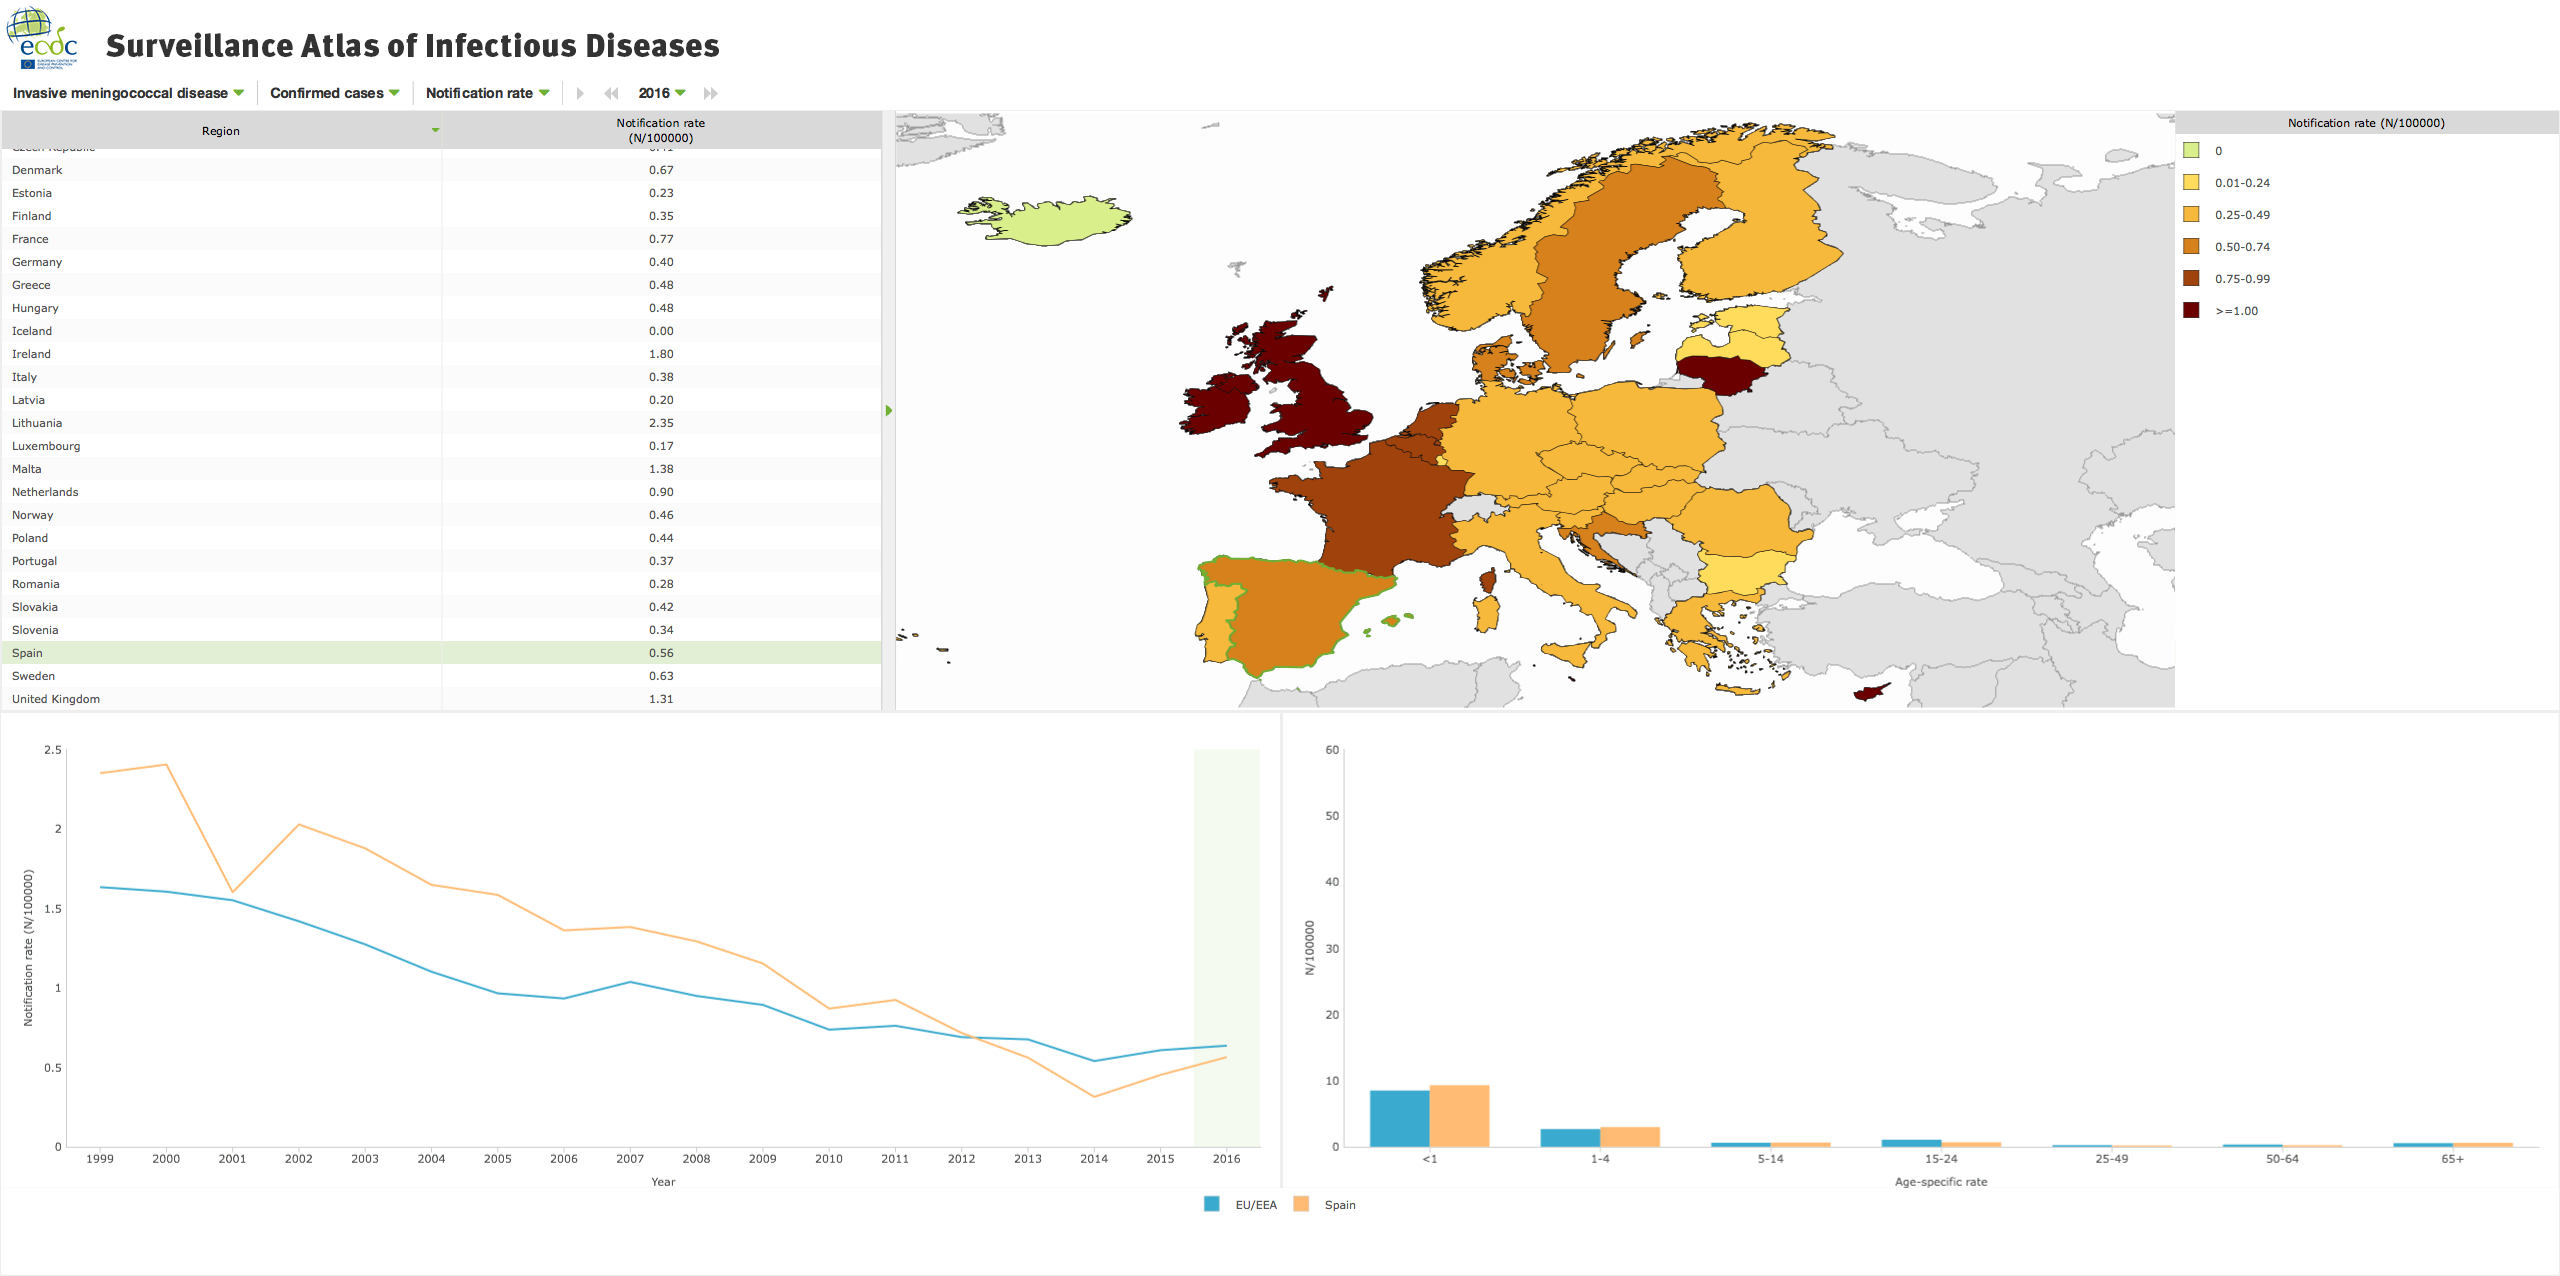 ecdc
EUROPEAN CENTRE FOR
DISEASE PREVENTION
AND CONTROL
Surveillance Atlas of Infectious Diseases
Invasive meningococcal disease Confirmed cases Notification rate 2016
Region Notification rate
(N/100000)
Denmark 0.67
Estonia 0.23
Finland 0.35
France 0.77
Germany 0.40
Greece 0.48
Hungary 0.48
Iceland 0.00
Ireland 1.80
Italy 0.38
Latvia 0.20
Lithuania 2.35
Luxembourg 0.17
Malta 1.38
Netherlands 0.90
Norway 0.46
Poland 0.44
Portugal 0.37
Romania 0.28
Slovakia 0.42
Slovenia 0.34
Spain 0.56
Sweden 0.63
United Kingdom 1.31
Notification rate (N/100000)
0
0.01-0.24
0.25-0.49
0.50-0.74
0.75-0.99
>=1.00
2.5
2
1.5
1
0.5
0
Notification rate (N/100000)
1999 2000 2001 2002 2003 2004 2005 2006 2007 2008 2009 2010 2011 2012 2013 2014 2015 2016
Year
60
50
40
30
20
10
0
N/100000
<1 1-4 5-14 15-24 25-49 50-64 65+
Age-specific rate
EU/EEA Spain